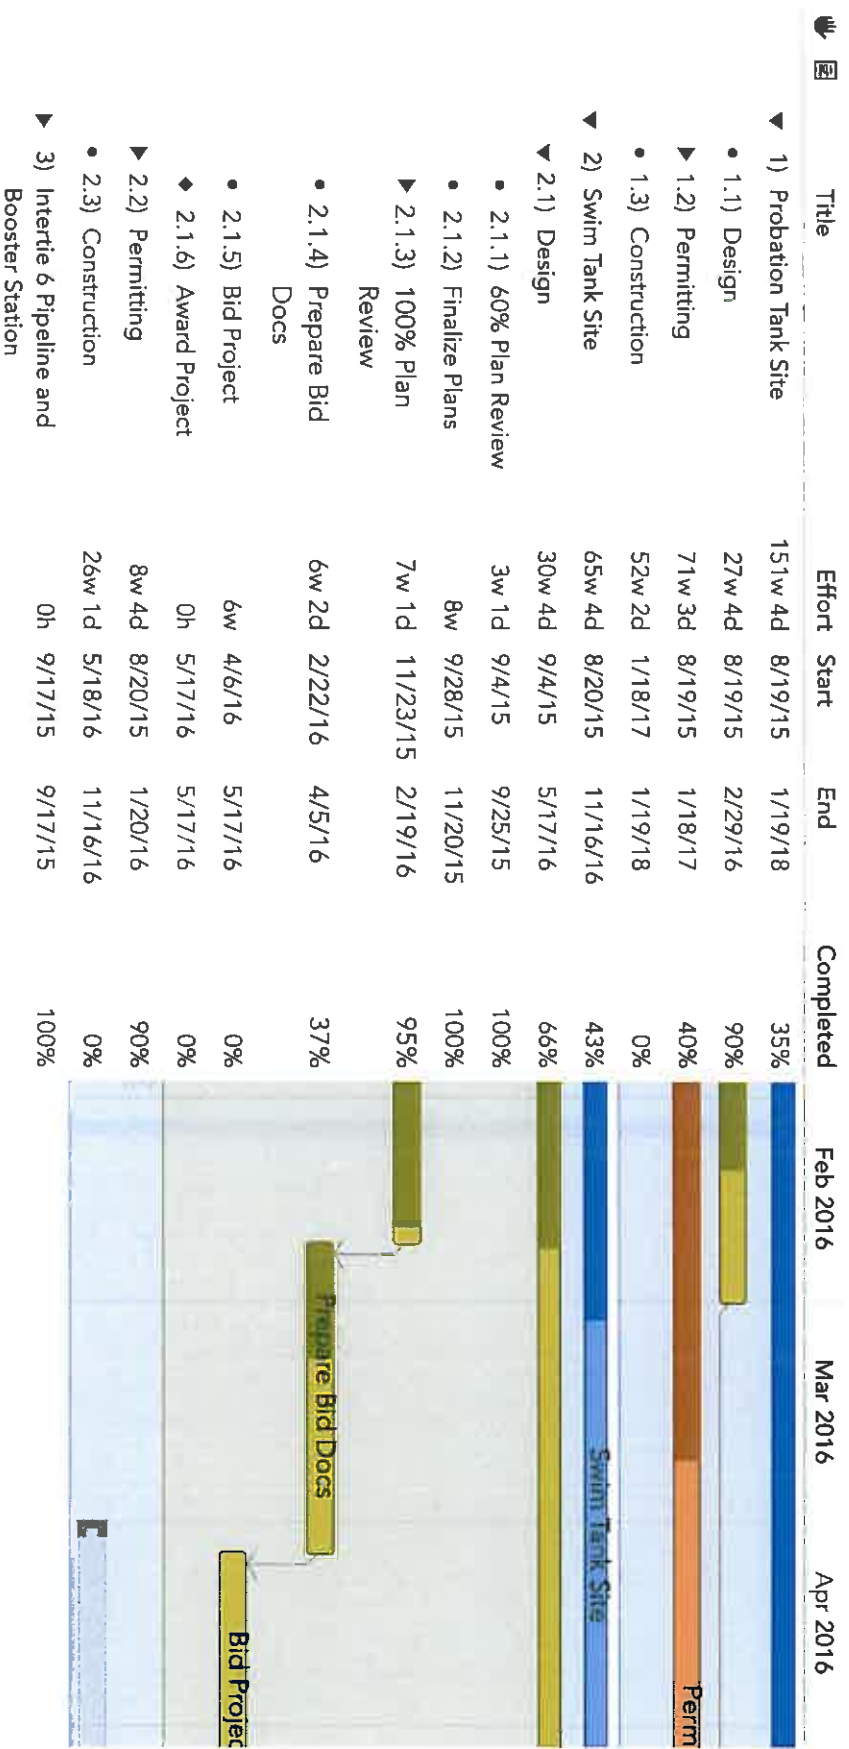 Title Effort Start End Completed Feb 2016 Mar 2016 Apr 2016
1) Probation Tank Site 151w 4d 8/19/15 1/19/18 35%
1.1) Design 27w 4d 8/19/15 2/29/16 90%
1.2) Permitting 71w 3d 8/19/15 1/18/17 40% Perm
1.3) Construction 52w 2d 1/18/17 1/19/18 0%
2) Swim Tank Site 65w 4d 8/20/15 11/16/16 43% Swim Tank Site
2.1) Design 30w 4d 9/4/15 5/17/16 66%
2.1.1) 60% Plan Review 3w 1d 9/4/15 9/25/15 100%
2.1.2) Finalize Plans 8w 9/28/15 11/20/15 100%
2.1.3) 100% Plan 7w 1d 11/23/15 2/19/16 95%
Review
2.1.4) Prepare Bid 6w 2d 2/22/16 4/5/16 37% Prepare Bid Docs
Docs
2.1.5) Bid Project 6w 4/6/16 5/17/16 0% Bid Projec
2.1.6) Award Project 0h 5/17/16 5/17/16 0%
2.2) Permitting 8w 4d 8/20/15 1/20/16 90%
2.3) Construction 26w 1d 5/18/16 11/16/16 0%
3) Intertie 6 Pipeline and 0h 9/17/15 9/17/15 100%
Booster Station